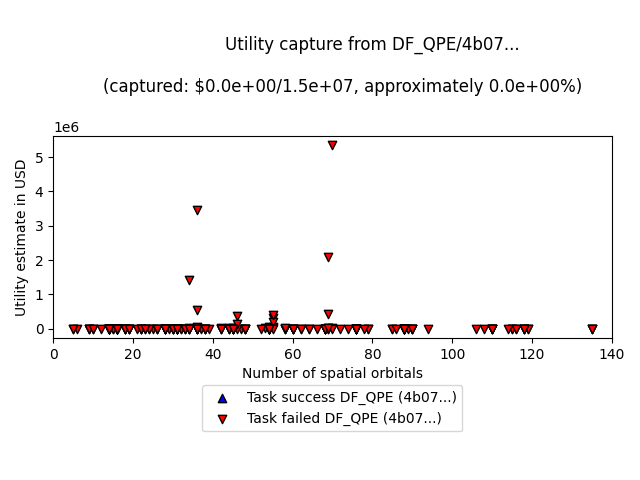 Utility capture from DF_QPE/4b07...
(captured: $0.0e+00/1.5e+07, approximately 0.0e+00%)
1e6
5
4
3
2
1
0
Utility estimate in USD
0 20 40 60 80 100 120 140
Number of spatial orbitals
Task success DF_QPE (4b07...)
Task failed DF_QPE (4b07...)